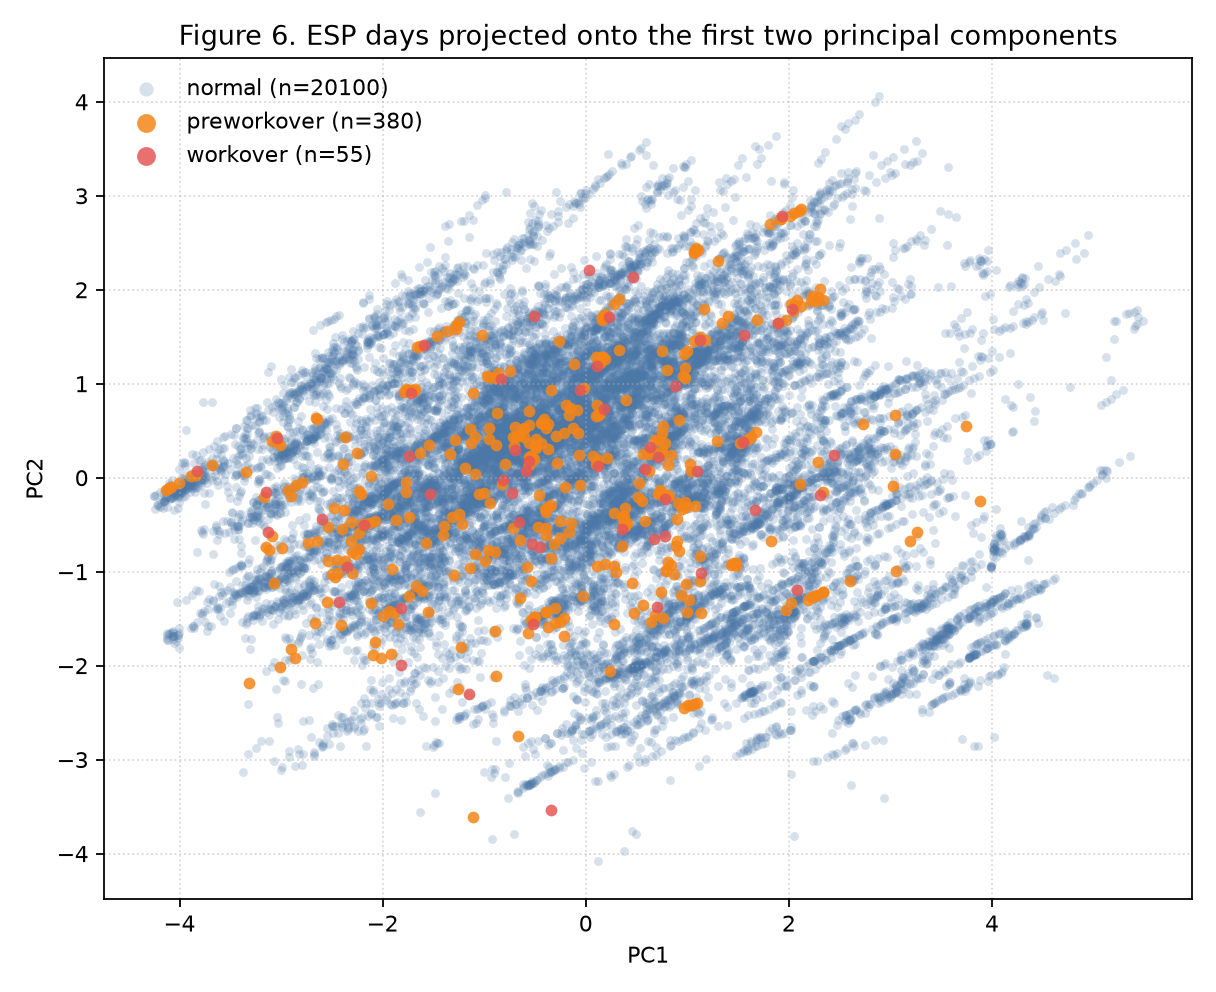 Figure 6. ESP days projected onto the first two principal components
normal (n=20100)
preworkover (n=380)
workover (n=55)
4
3
2
1
0
−1
−2
−3
−4
PC2
−4 −2 0 2 4
PC1